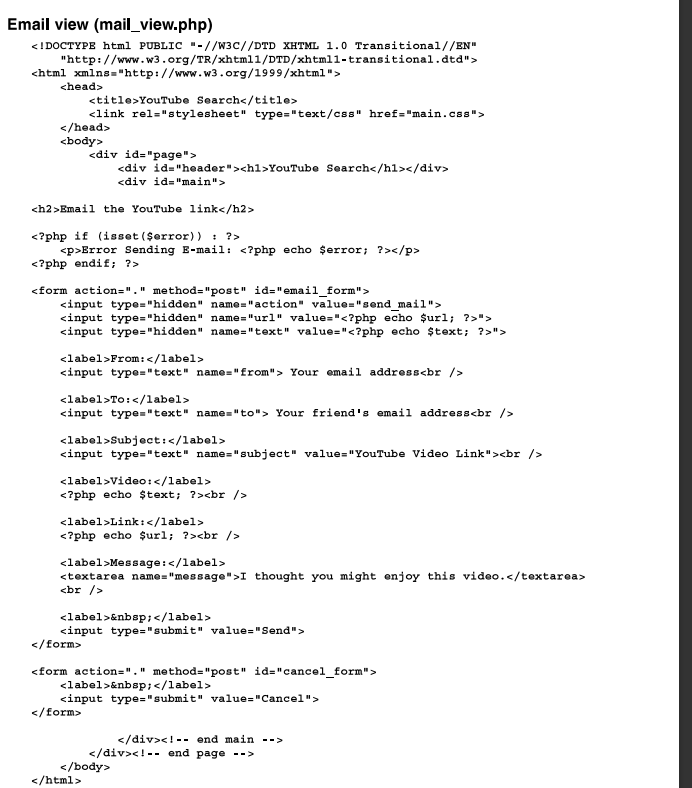 Email view (mail_view.php)
<!DOCTYPE html PUBLIC "-//W3C//DTD XHTML 1.0 Transitional//EN"
"http://www.w3.org/TR/xhtml1/DTD/xhtml1-transitional.dtd">
<html xmlns="http://www.w3.org/1999/xhtml">
<head>
<title>YouTube Search</title>
<link rel="stylesheet" type="text/css" href="main.css">
</head>
<body>
<div id="page">
<div id="header"><h1>YouTube Search</h1></div>
<div id="main">
<h2>Email the YouTube link</h2>
<?php if (isset($error)) : ?>
<p>Error Sending E-mail: <?php echo $error; ?></p>
<?php endif; ?>
<form action="." method="post" id="email_form">
<input type="hidden" name="action" value="send_mail">
<input type="hidden" name="url" value="<?php echo $url; ?>">
<input type="hidden" name="text" value="<?php echo $text; ?>">
<label>From:</label>
<input type="text" name="from"> Your email address<br />
<label>To:</label>
<input type="text" name="to"> Your friend's email address<br />
<label>Subject:</label>
<input type="text" name="subject" value="YouTube Video Link"><br />
<label>Video:</label>
<?php echo $text; ?><br />
<label>Link:</label>
<?php echo $url; ?><br />
<label>Message:</label>
<textarea name="message">I thought you might enjoy this video.</textarea>
<br />
<label>&nbsp;</label>
<input type="submit" value="Send">
</form>
<form action="." method="post" id="cancel_form">
<label>&nbsp;</label>
<input type="submit" value="Cancel">
</form>
</div><!-- end main -->
</div><!-- end page -->
</body>
</html>